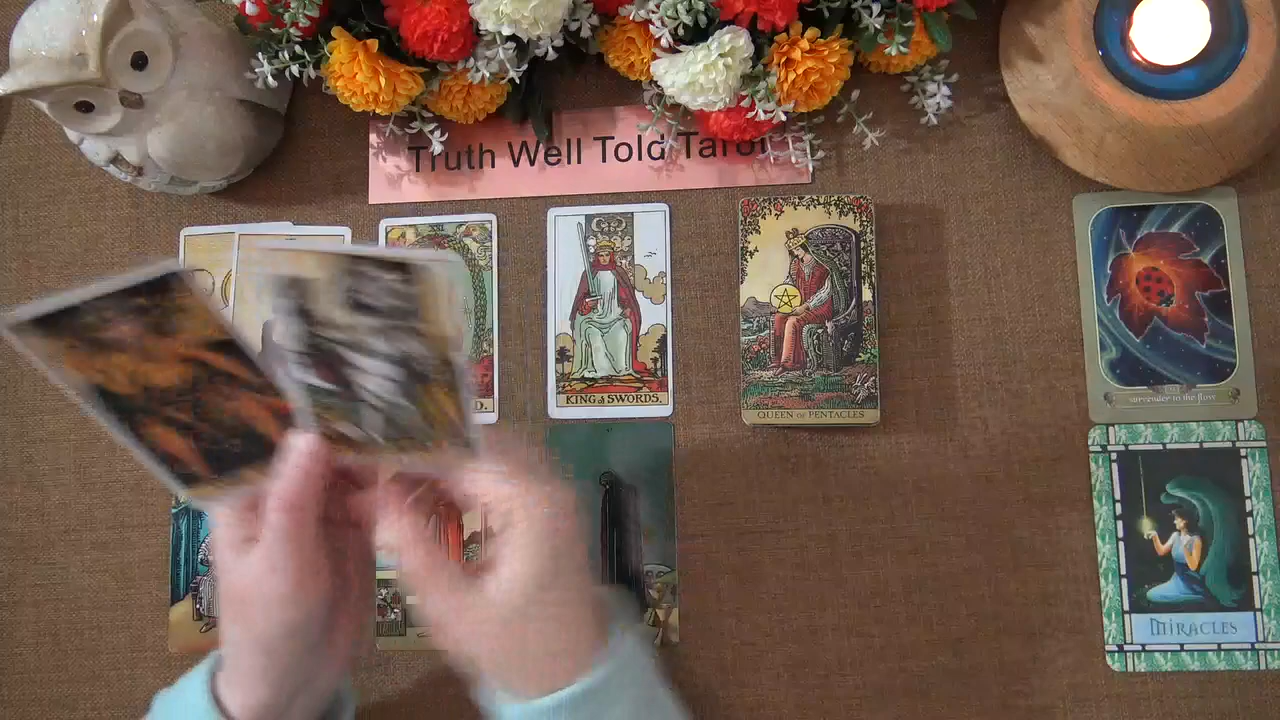 Truth Well Told Tarot
D.
KING of SWORDS.
QUEEN OF PENTACLES
surrender to the flow
MIRACLES